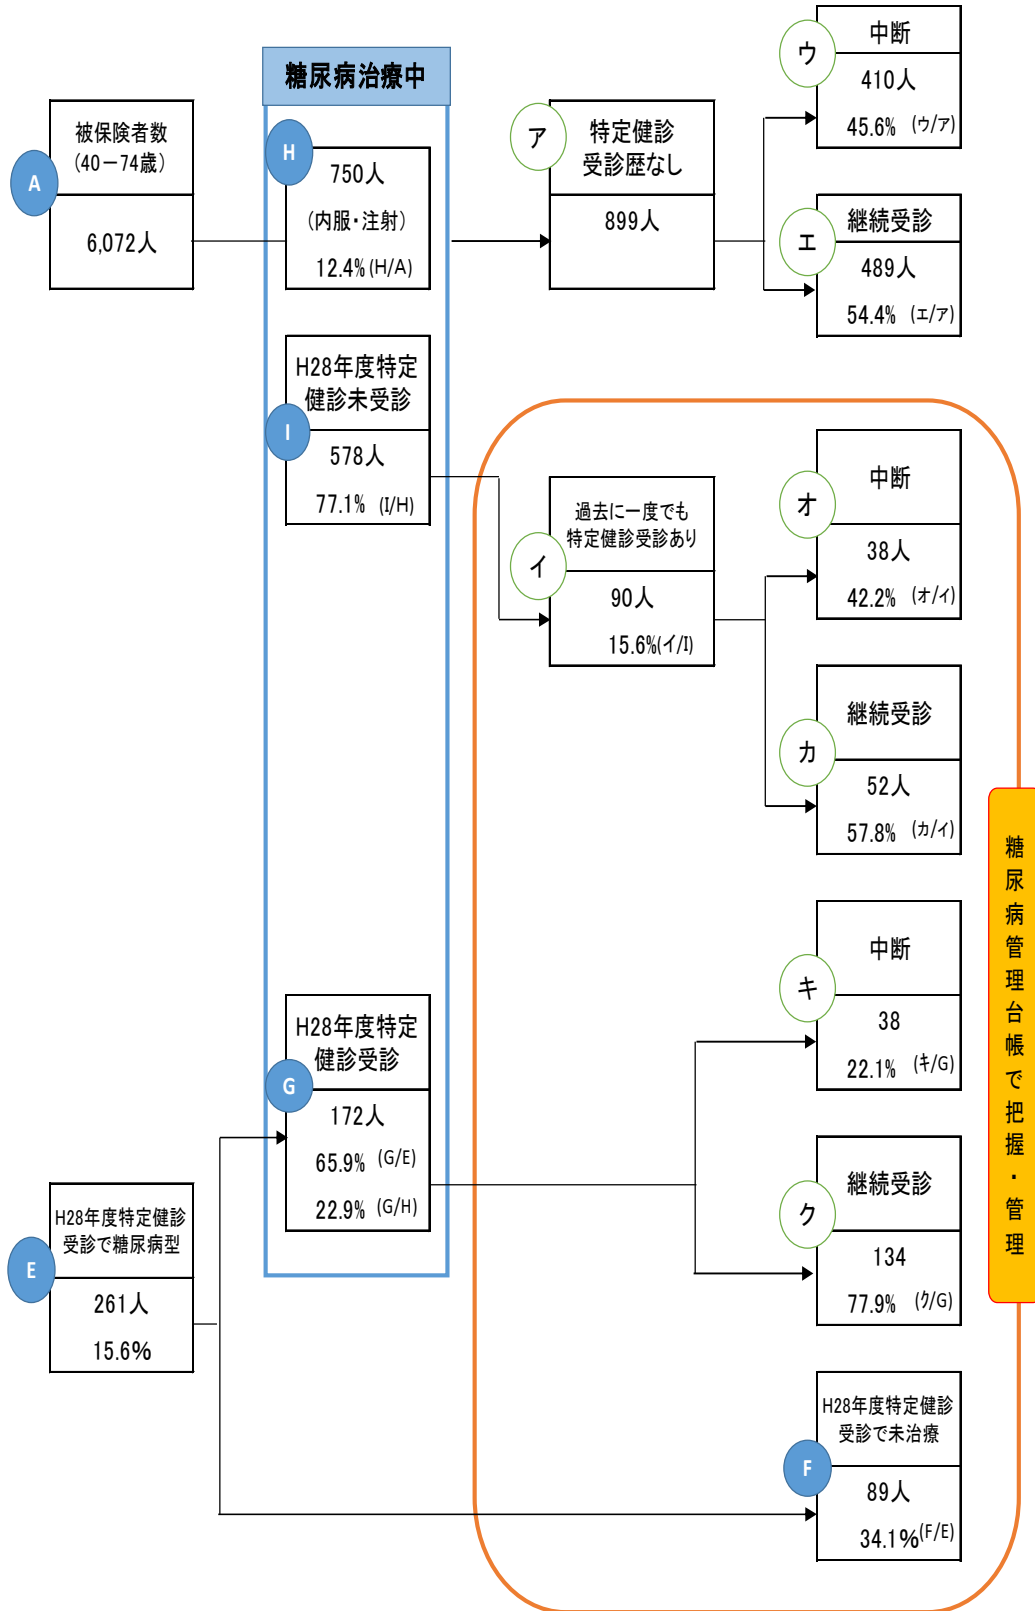 糖尿病治療中
A
被保険者数
(40－74歳)
6,072人
H
750人
(内服・注射)
12.4%(H/A)
ア
特定健診
受診歴なし
899人
ウ
中断
410人
45.6% (ウ/ア)
エ
継続受診
489人
54.4% (エ/ア)
I
H28年度特定
健診未受診
578人
77.1% (I/H)
イ
過去に一度でも
特定健診受診あり
90人
15.6%(イ/I)
オ
中断
38人
42.2% (オ/イ)
カ
継続受診
52人
57.8% (カ/イ)
G
H28年度特定
健診受診
172人
65.9% (G/E)
22.9% (G/H)
キ
中断
38
22.1% (キ/G)
ク
継続受診
134
77.9% (ク/G)
E
H28年度特定健診
受診で糖尿病型
261人
15.6%
F
H28年度特定健診
受診で未治療
89人
34.1%(F/E)
糖尿病管理台帳で把握・管理